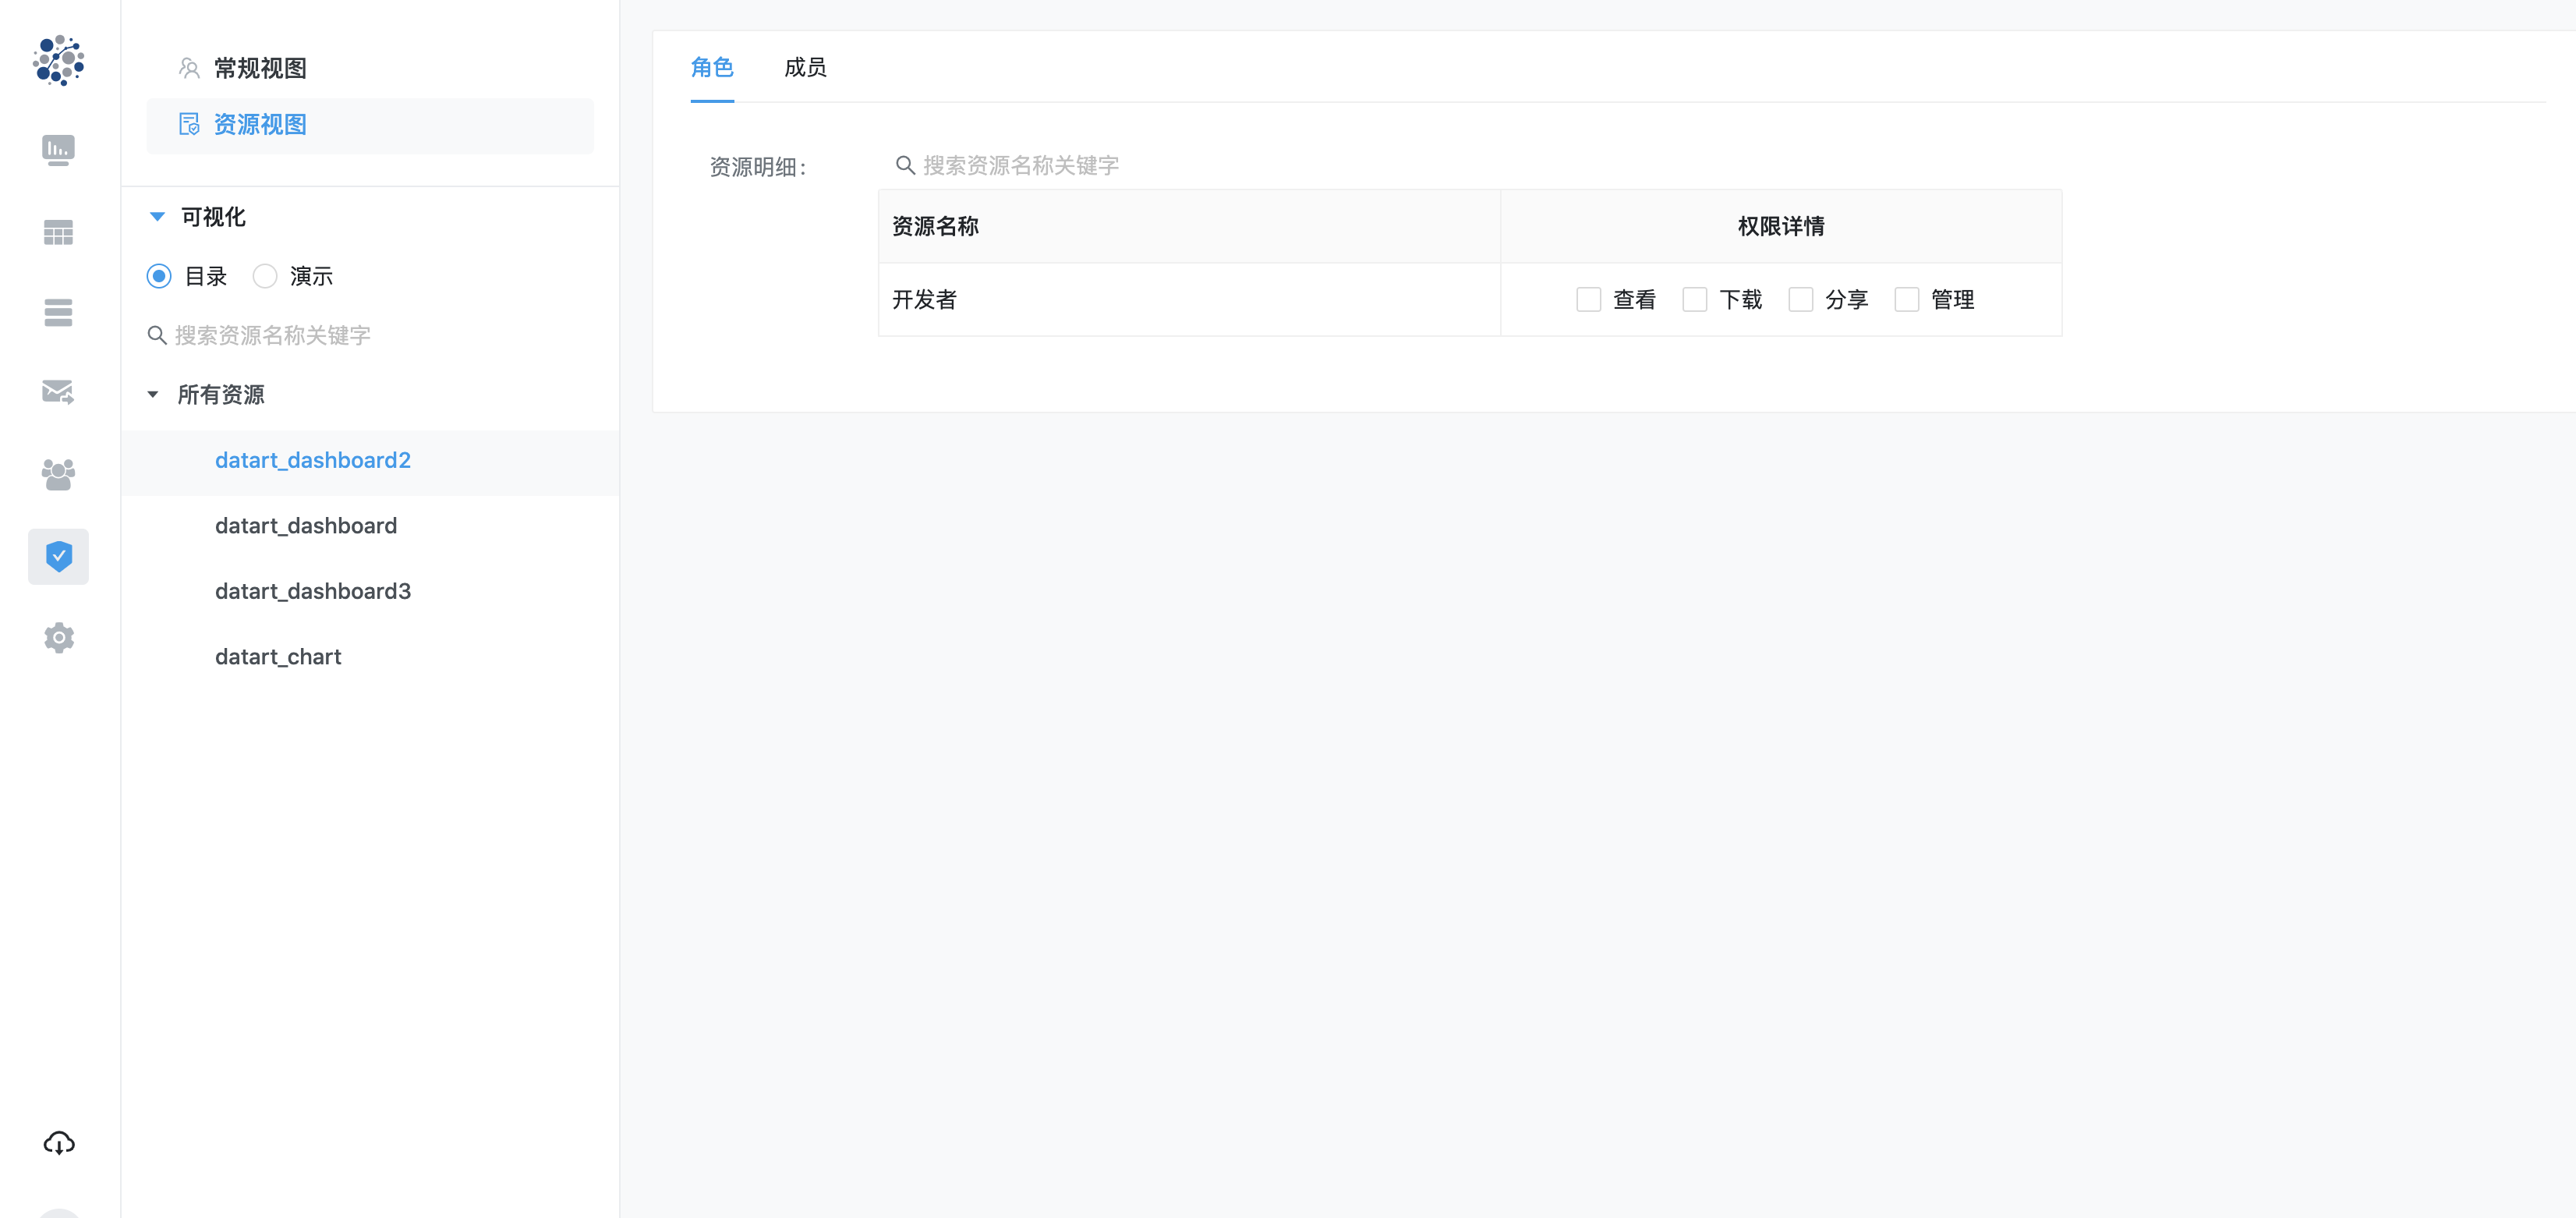 常规视图
资源视图
可视化
目录 演示
搜索资源名称关键字
所有资源
datart_dashboard2
datart_dashboard
datart_dashboard3
datart_chart
角色 成员
资源明细：
搜索资源名称关键字
资源名称 权限详情
开发者 查看 下载 分享 管理